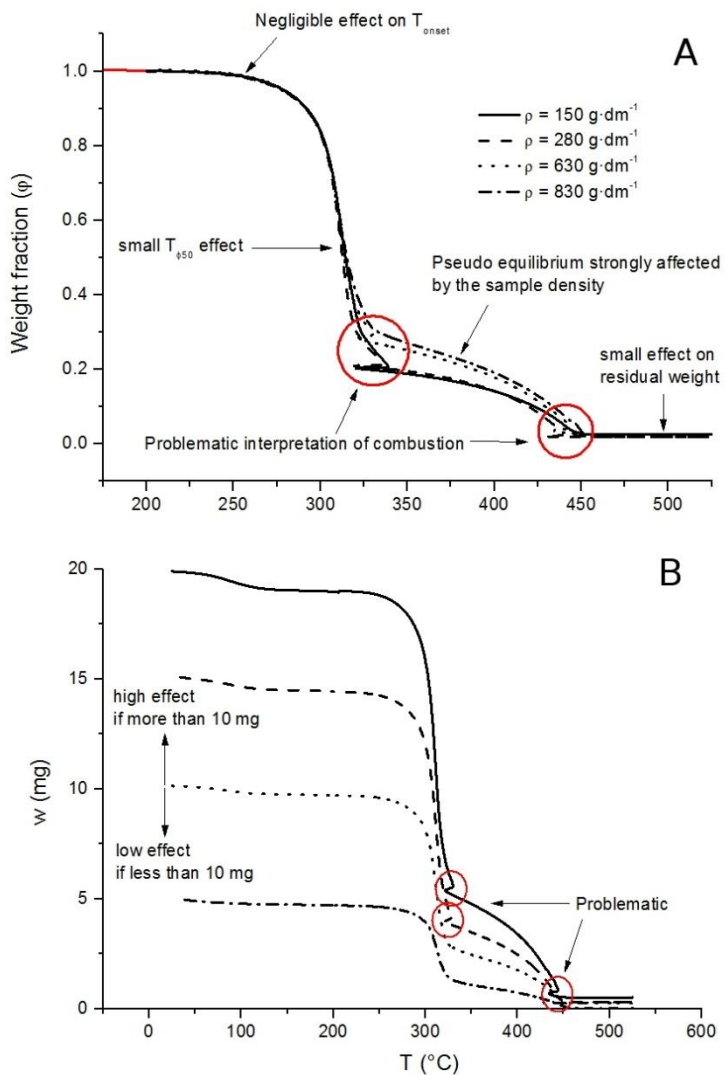 Negligible effect on Tonset
A
1.0
0.8
0.6
0.4
0.2
0.0
Weight fraction (φ)
ρ = 150 g·dm-1
ρ = 280 g·dm-1
ρ = 630 g·dm-1
ρ = 830 g·dm-1
small Tϕ50 effect
Pseudo equilibrium strongly affected
by the sample density
small effect on
residual weight
Problematic interpretation of combustion
200
250
300
350
400
450
500
B
20
15
10
5
0
w (mg)
high effect
if more than 10 mg
low effect
if less than 10 mg
Problematic
0
100
200
300
400
500
600
T (°C)